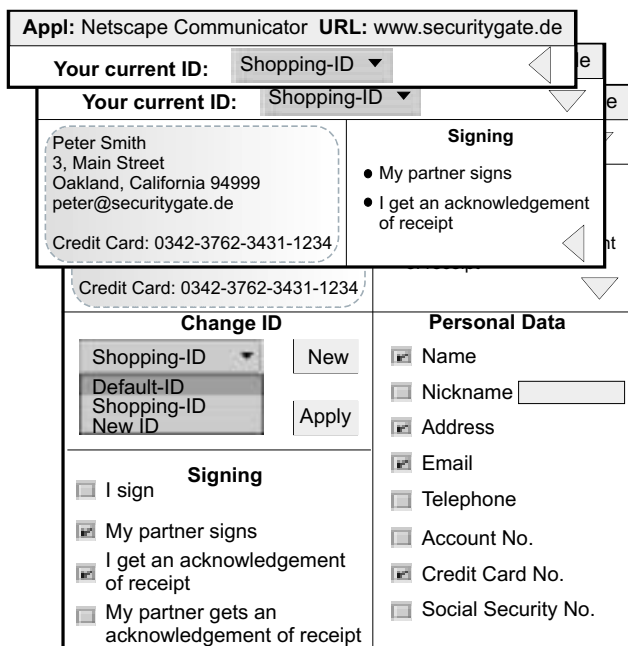 Appl: Netscape Communicator URL: www.securitygate.de
Your current ID: Shopping-ID
e
Your current ID: Shopping-ID
e
Peter Smith
3, Main Street
Oakland, California 94999
peter@securitygate.de
Credit Card: 0342-3762-3431-1234
Signing
My partner signs
I get an acknowledgement
of receipt
nt
Credit Card: 0342-3762-3431-1234
Change ID
Shopping-ID
New
Default-ID
Shopping-ID
New ID
Apply
Signing
I sign
My partner signs
I get an acknowledgement
of receipt
My partner gets an
acknowledgement of receipt
Personal Data
Name
Nickname
Address
Email
Telephone
Account No.
Credit Card No.
Social Security No.